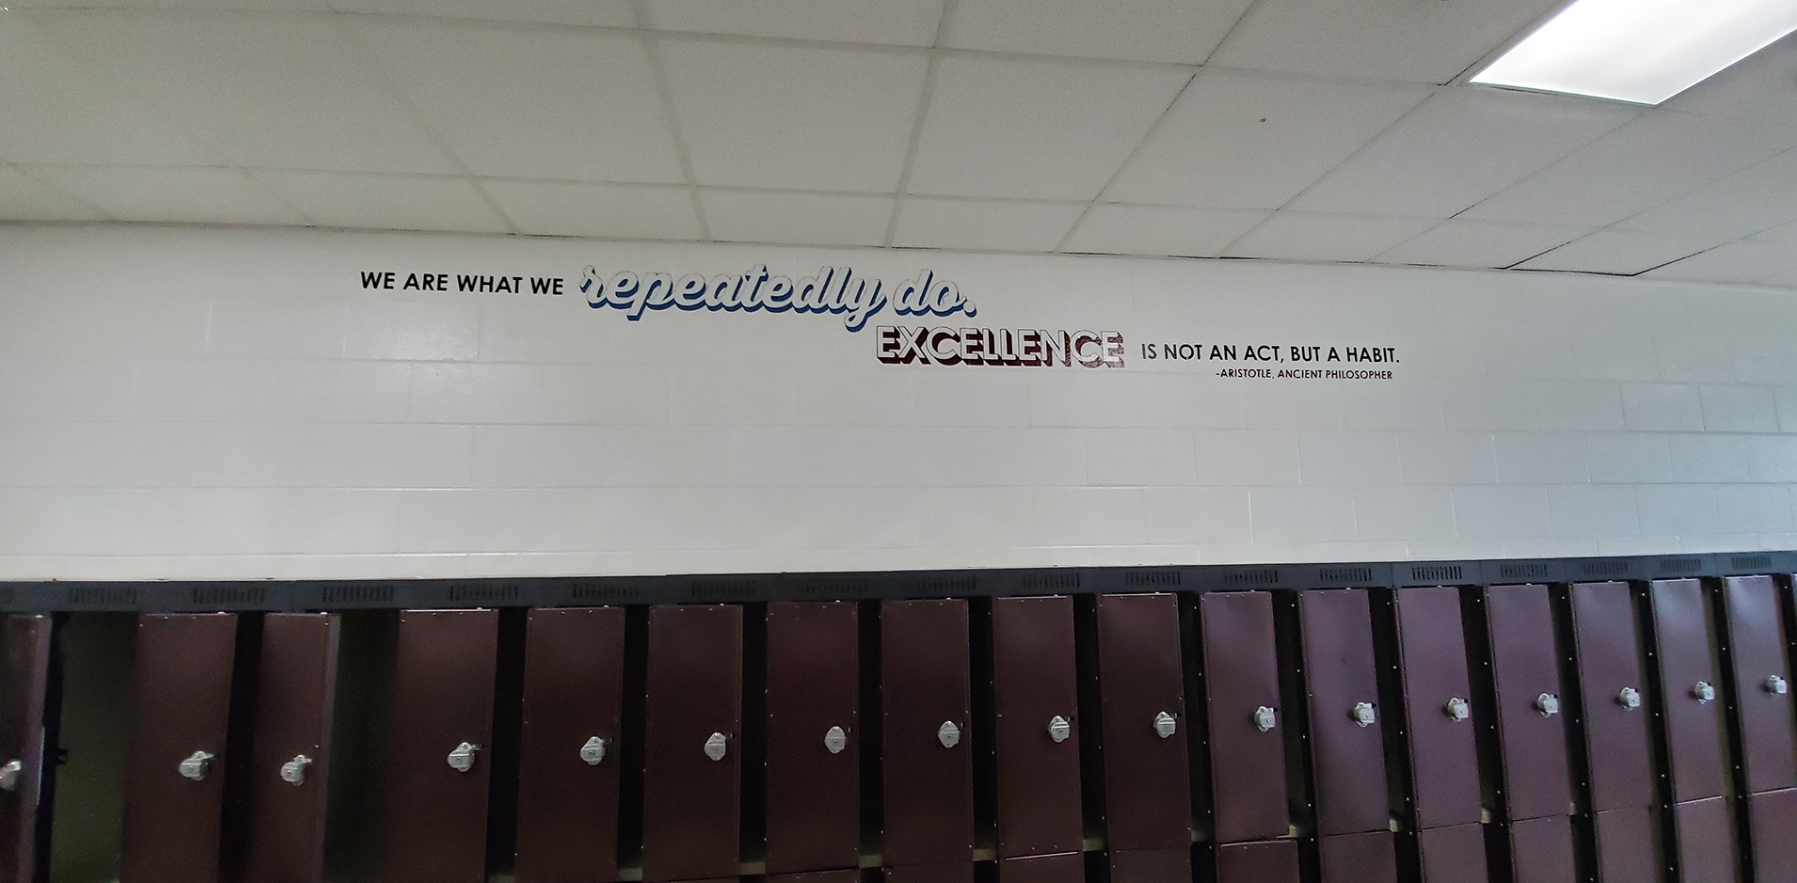 WE ARE WHAT WE repeatedly do.
EXCELLENCE IS NOT AN ACT, BUT A HABIT.
-ARISTOTLE, ANCIENT PHILOSOPHER